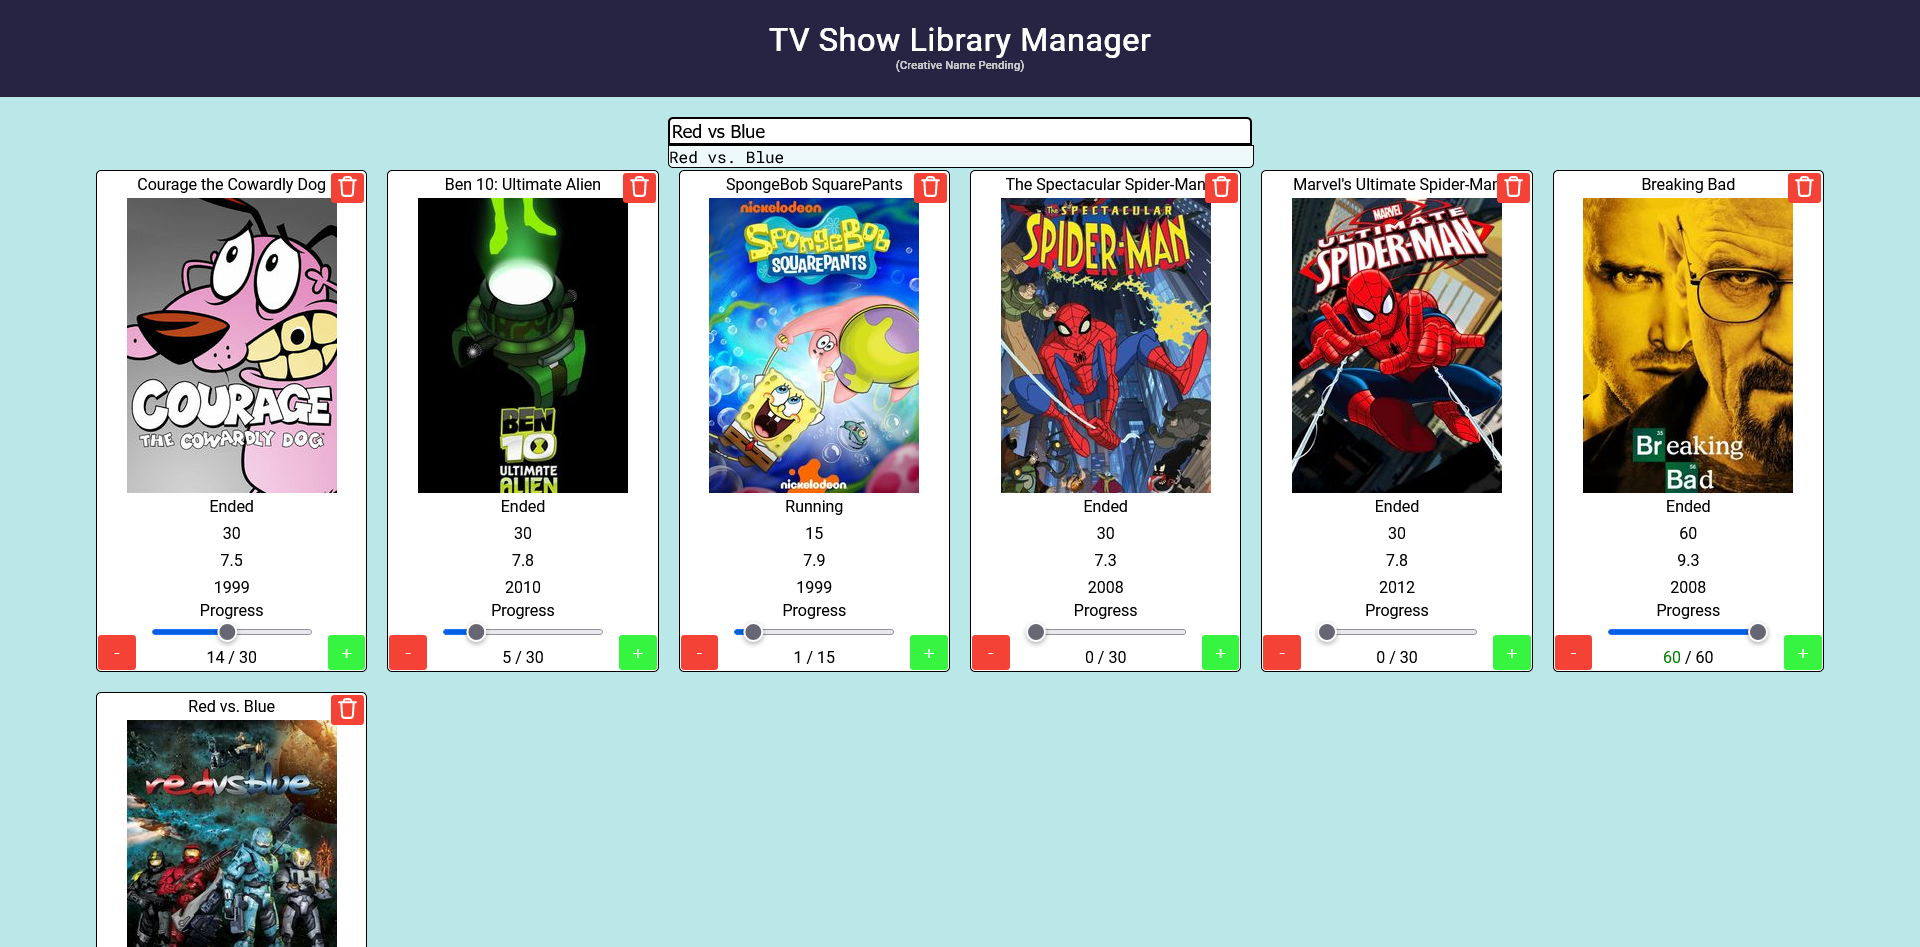 TV Show Library Manager
(Creative Name Pending)
Red vs Blue
Red vs. Blue
Courage the Cowardly Dog
COURAGE
THE COWARDLY DOG
Ended
30
7.5
1999
Progress
14 / 30
-
+
Ben 10: Ultimate Alien
BEN
10
ULTIMATE
ALIEN
Ended
30
7.8
2010
Progress
5 / 30
-
+
SpongeBob SquarePants
nickelodeon
SpongeBob
SQUAREPANTS
nickelodeon
Running
15
7.9
1999
Progress
1 / 15
-
+
The Spectacular Spider-Man
The SPECTACULAR
SPIDER-MAN
Ended
30
7.3
2008
Progress
0 / 30
-
+
Marvel's Ultimate Spider-Man
MARVEL
ULTIMATE
SPIDER-MAN
Ended
30
7.8
2012
Progress
0 / 30
-
+
Breaking Bad
35
Breaking
56
Bad
Ended
60
9.3
2008
Progress
60 / 60
-
+
Red vs. Blue
redvsblue